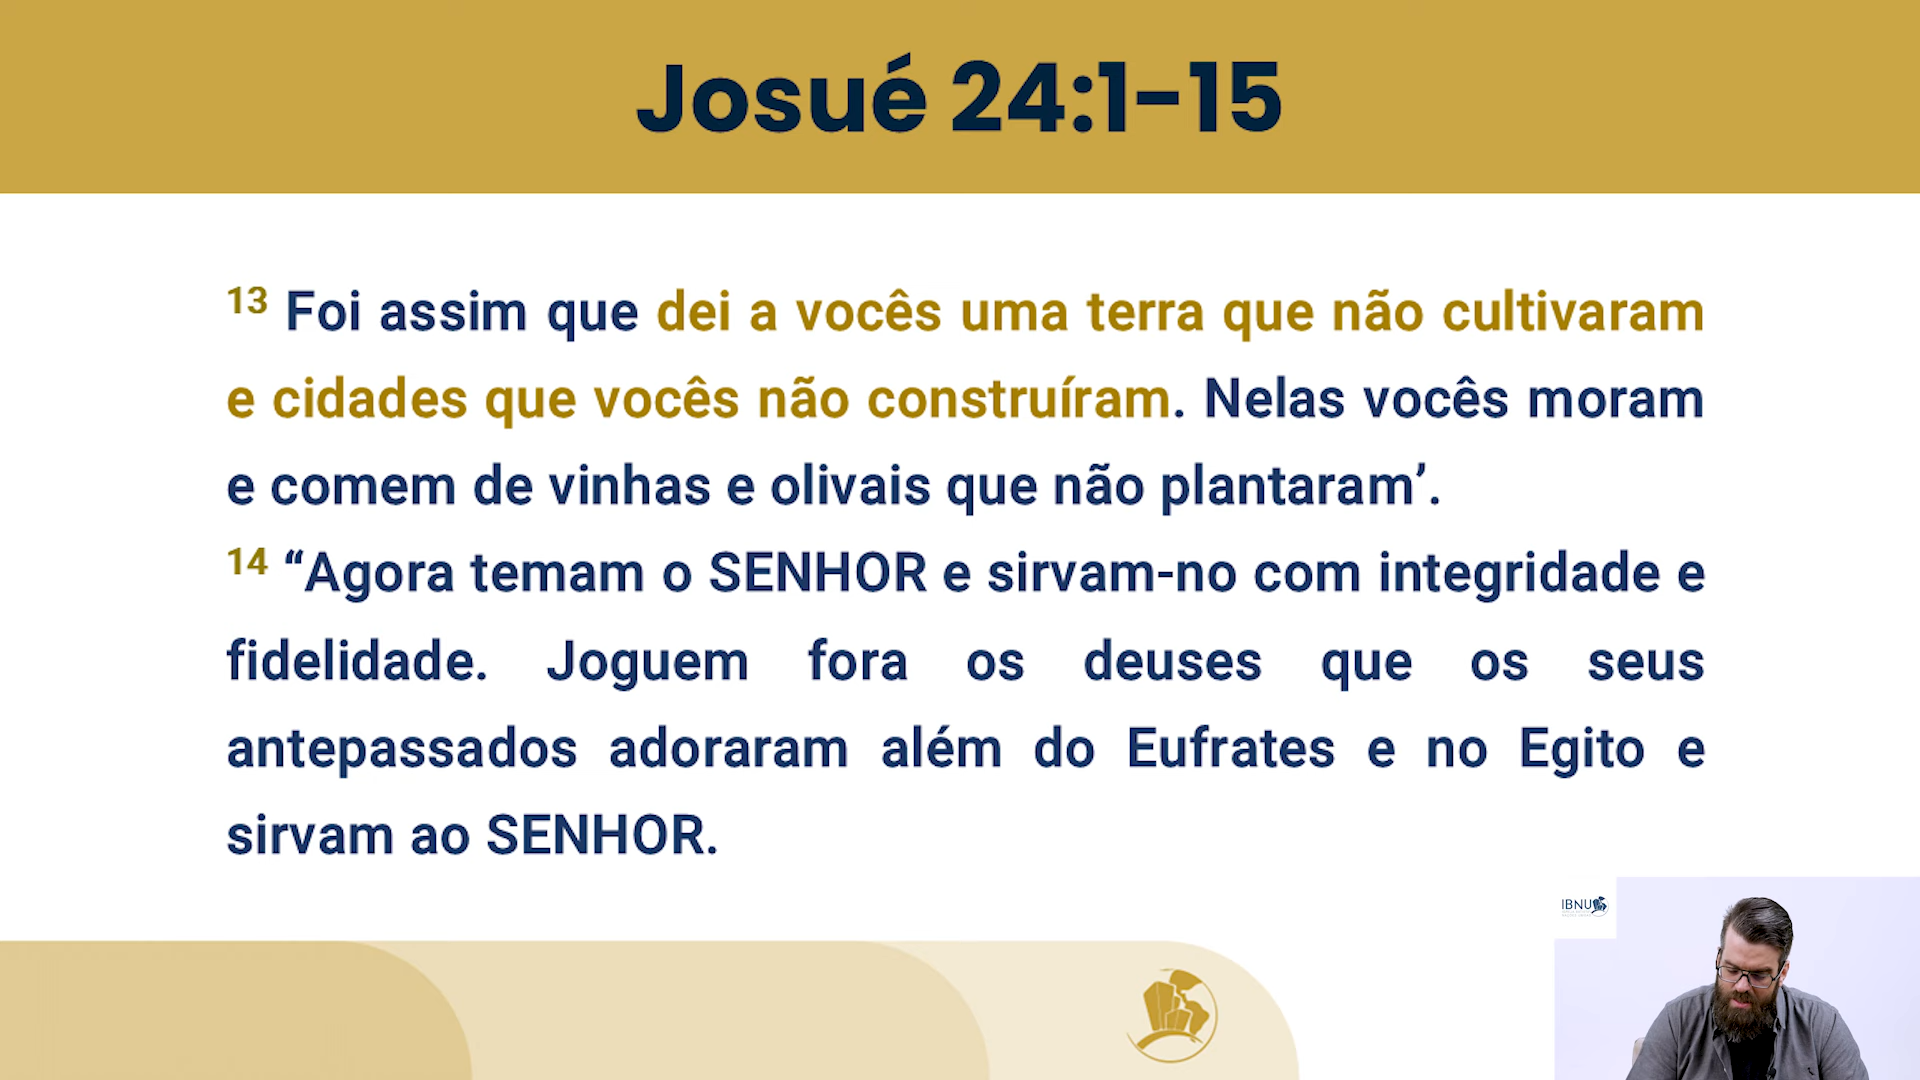 Josué 24:1-15
13 Foi assim que dei a vocês uma terra que não cultivaram
e cidades que vocês não construíram. Nelas vocês moram
e comem de vinhas e olivais que não plantaram’.
14 “Agora temam o SENHOR e sirvam-no com integridade e
fidelidade. Joguem fora os deuses que os seus
antepassados adoraram além do Eufrates e no Egito e
sirvam ao SENHOR.
IBNU